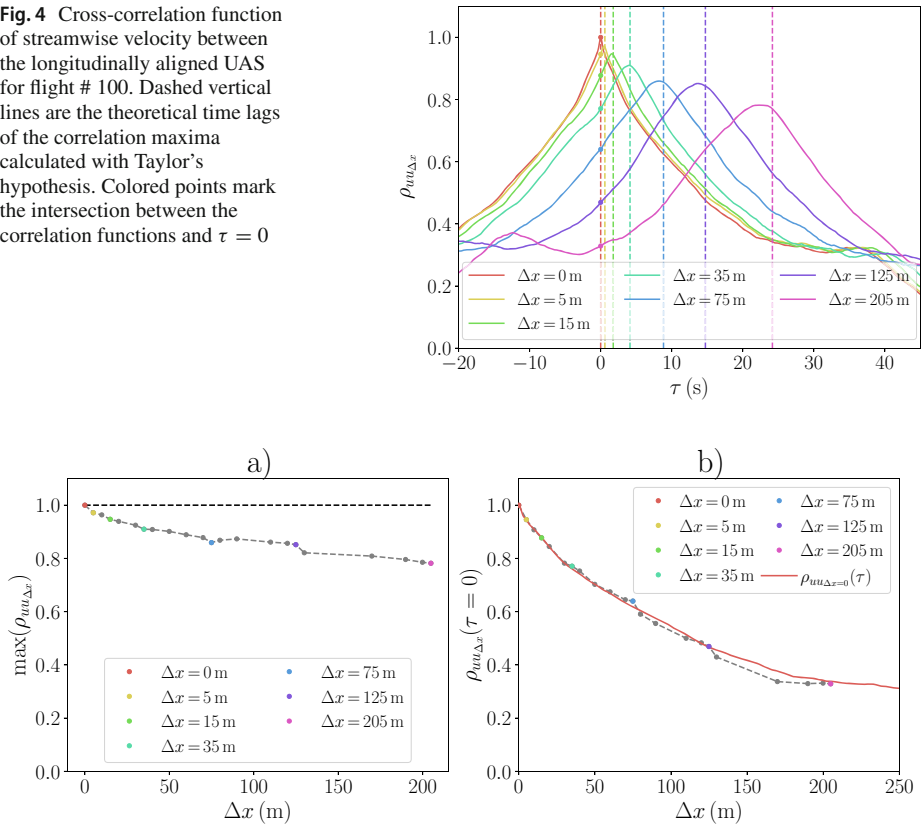 Fig. 4 Cross-correlation function
of streamwise velocity between
the longitudinally aligned UAS
for flight # 100. Dashed vertical
lines are the theoretical time lags
of the correlation maxima
calculated with Taylor's
hypothesis. Colored points mark
the intersection between the
correlation functions and τ = 0
1.0
0.8
0.6
0.4
0.2
0.0
ρuuΔx
Δx = 0 m
Δx = 5 m
Δx = 15 m
Δx = 35 m
Δx = 75 m
Δx = 125 m
Δx = 205 m
−20 −10 0 10 20 30 40
τ (s)
a)
1.0
0.8
0.6
0.4
0.2
0.0
max(ρuuΔx)
Δx = 0 m
Δx = 5 m
Δx = 15 m
Δx = 35 m
Δx = 75 m
Δx = 125 m
Δx = 205 m
0 50 100 150 200
Δx (m)
b)
1.0
0.8
0.6
0.4
0.2
0.0
ρuuΔx(τ = 0)
Δx = 0 m
Δx = 5 m
Δx = 15 m
Δx = 35 m
Δx = 75 m
Δx = 125 m
Δx = 205 m
ρuuΔx=0(τ)
0 50 100 150 200 250
Δx (m)